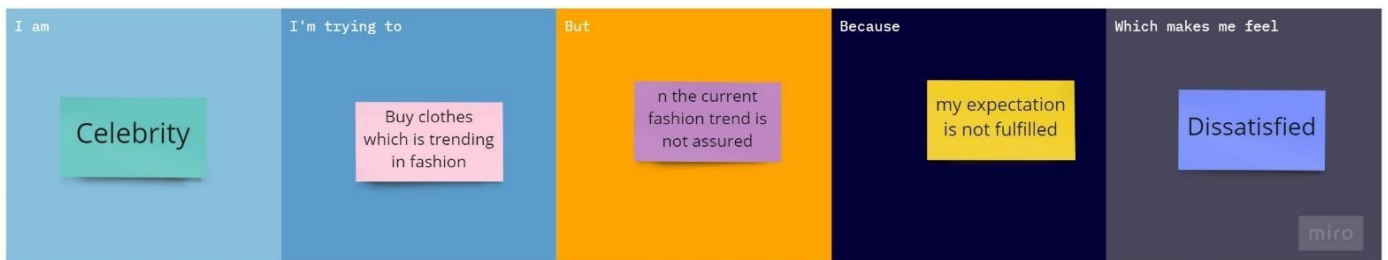 I am
Celebrity
I'm trying to
Buy clothes
which is trending
in fashion
But
n the current
fashion trend is
not assured
Because
my expectation
is not fulfilled
Which makes me feel
Dissatisfied
miro